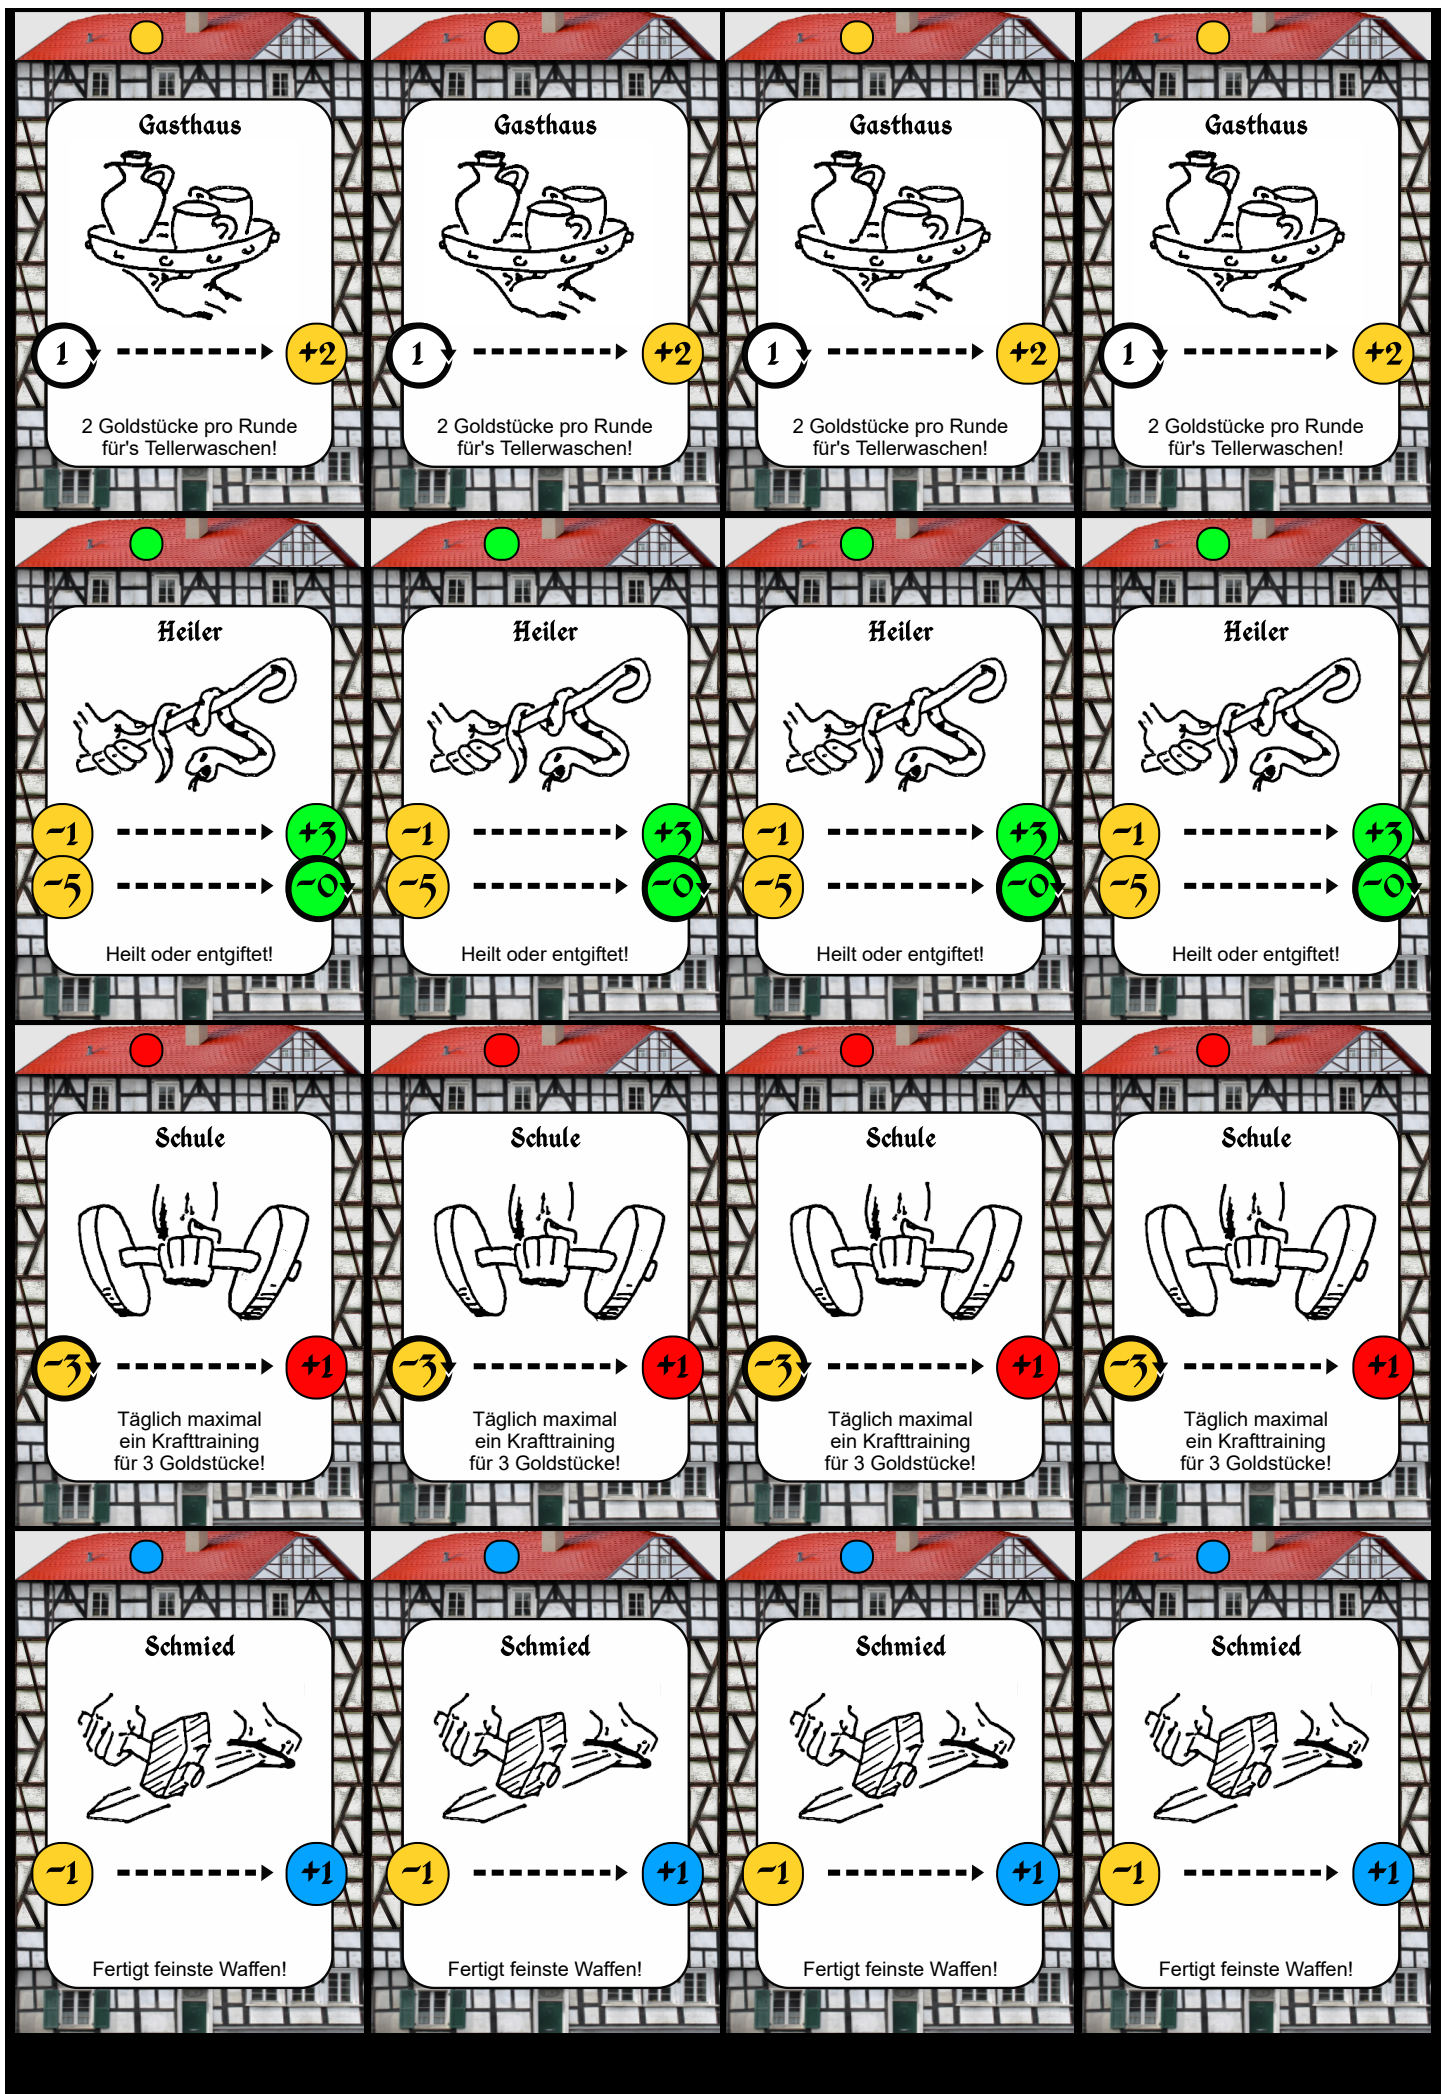 Gasthaus Gasthaus Gasthaus Gasthaus
1 +2 1 +2 1 +2 1 +2
2 Goldstücke pro Runde 2 Goldstücke pro Runde 2 Goldstücke pro Runde 2 Goldstücke pro Runde
für's Tellerwaschen! für's Tellerwaschen! für's Tellerwaschen! für's Tellerwaschen!
Heiler Heiler Heiler Heiler
-1 +3 -1 +3 -1 +3 -1 +3
-5 -0 -5 -0 -5 -0 -5 -0
Heilt oder entgiftet! Heilt oder entgiftet! Heilt oder entgiftet! Heilt oder entgiftet!
Schule Schule Schule Schule
-3 +1 -3 +1 -3 +1 -3 +1
Täglich maximal Täglich maximal Täglich maximal Täglich maximal
ein Krafttraining ein Krafttraining ein Krafttraining ein Krafttraining
für 3 Goldstücke! für 3 Goldstücke! für 3 Goldstücke! für 3 Goldstücke!
Schmied Schmied Schmied Schmied
-1 +1 -1 +1 -1 +1 -1 +1
Fertigt feinste Waffen! Fertigt feinste Waffen! Fertigt feinste Waffen! Fertigt feinste Waffen!